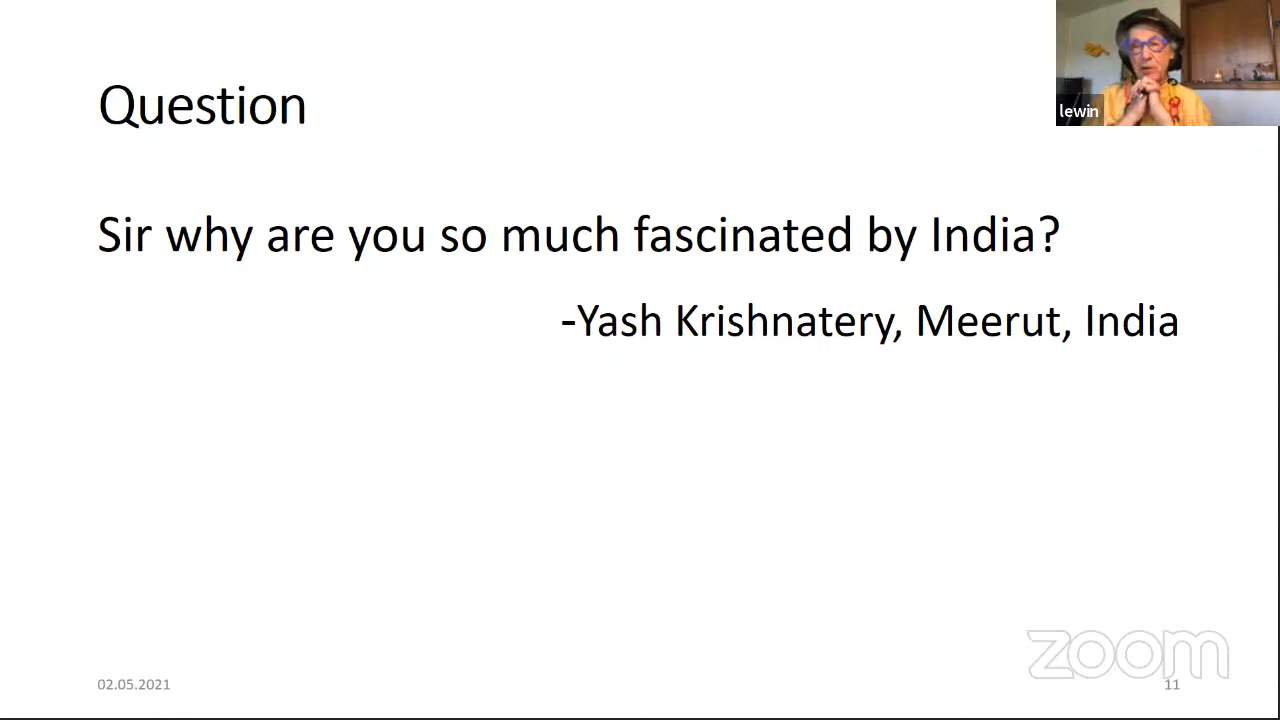 lewin
Question
Sir why are you so much fascinated by India?
-Yash Krishnatery, Meerut, India
zoom
02.05.2021
11